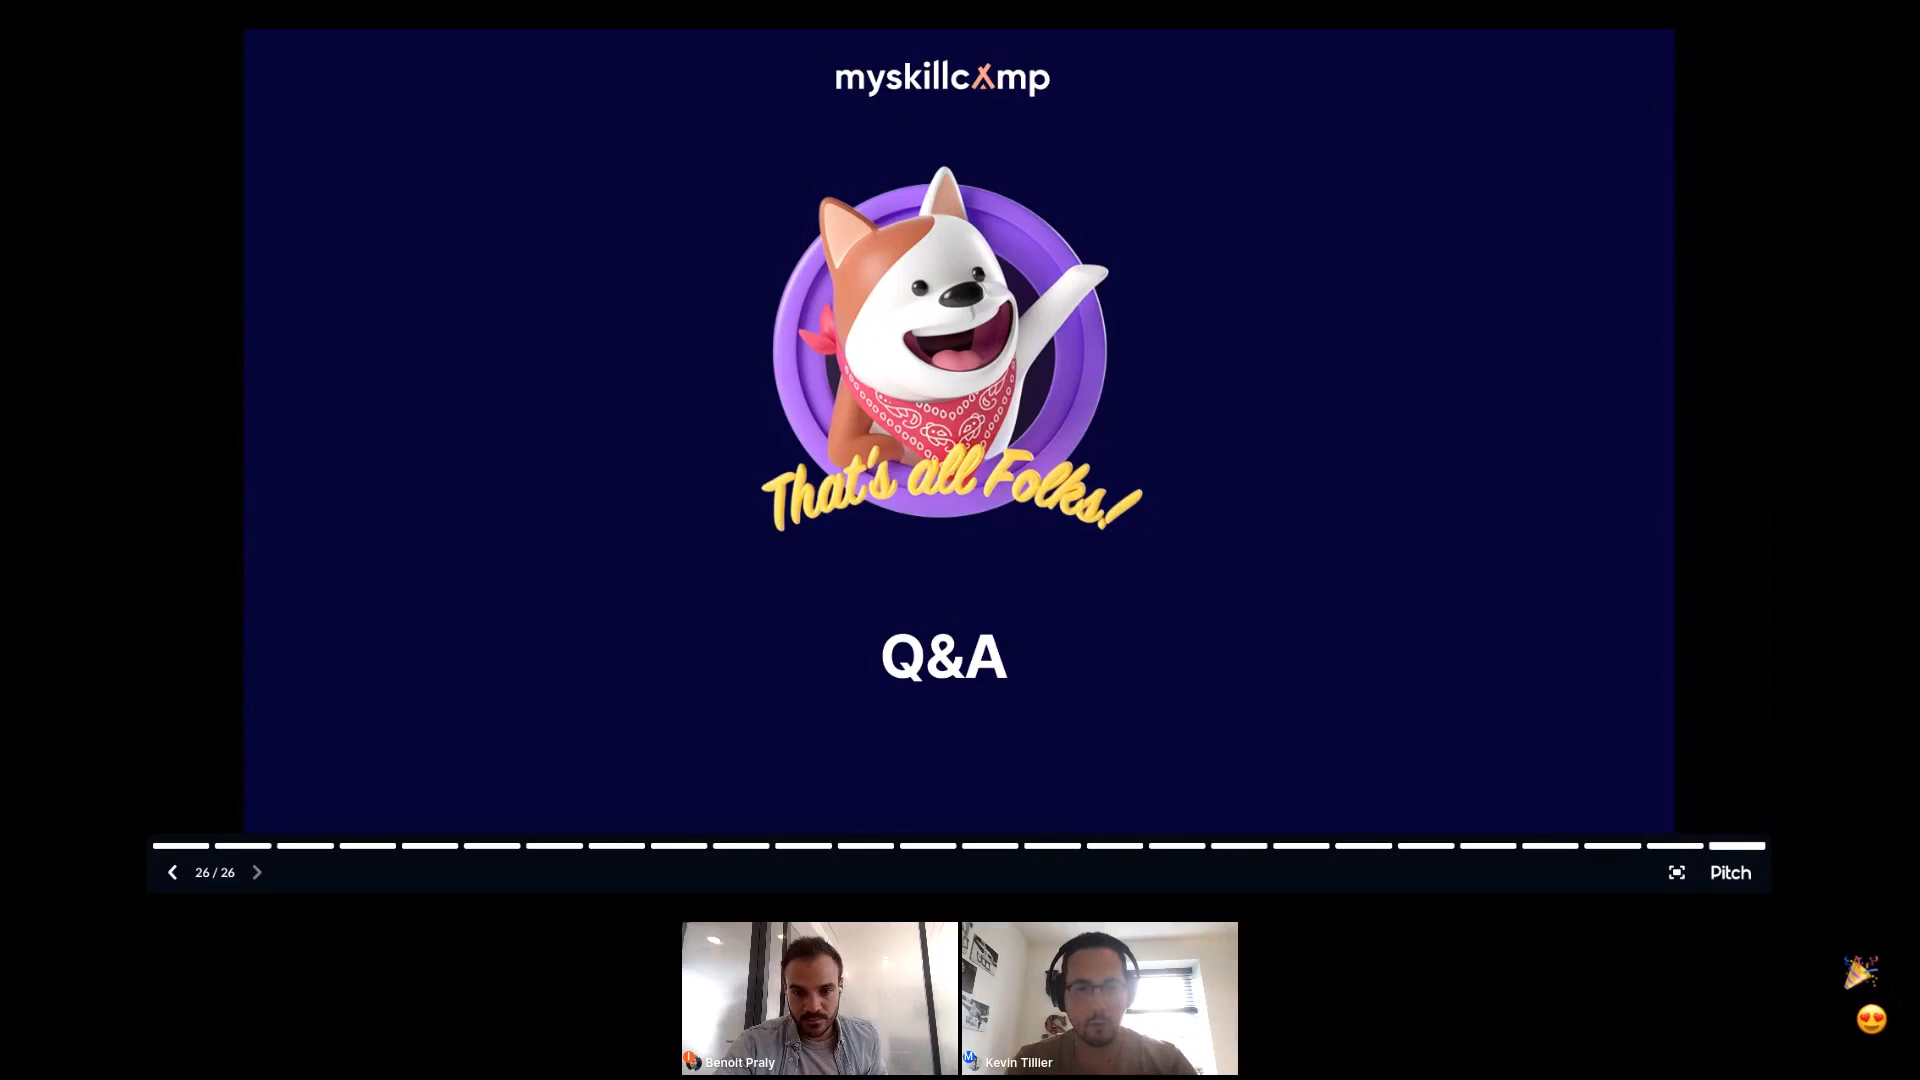 myskillcamp
That's all Folks!
Q&A
26 / 26
Pitch
Benoit Praly
Kevin Tillier